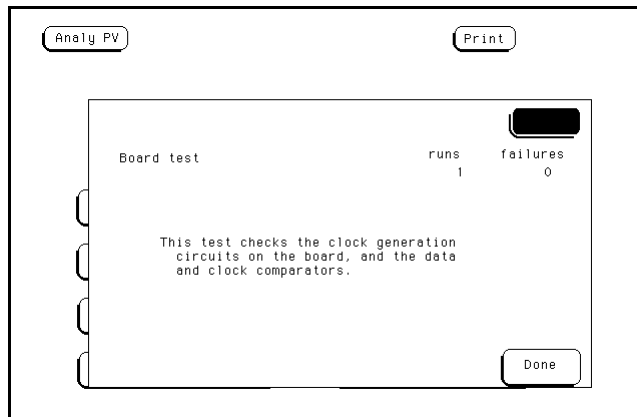 Analy PV Print
Board test runs failures
1 0
This test checks the clock generation
circuits on the board, and the data
and clock comparators.
Done